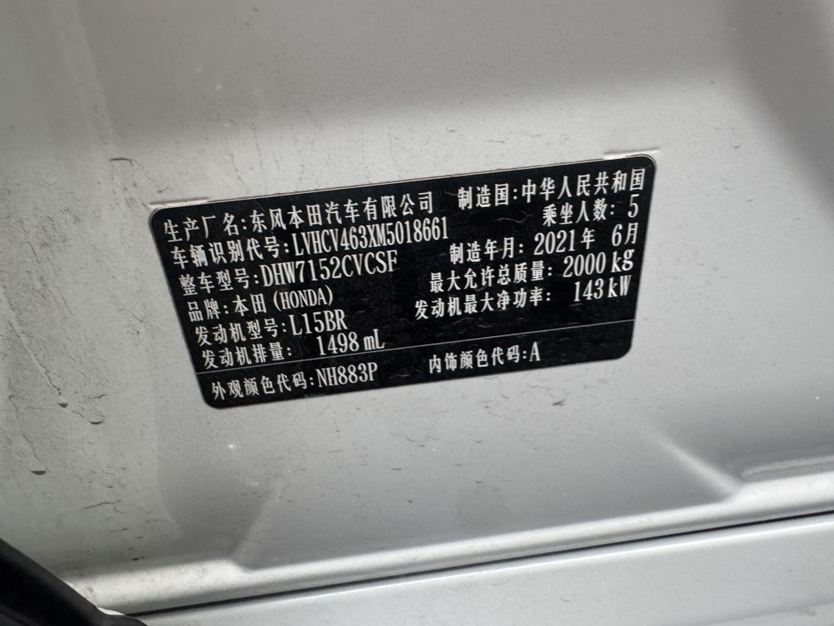 生产厂名:东风本田汽车有限公司 制造国:中华人民共和国
车辆识别代号:LVHCV463XM5018661 乘坐人数: 5
整车型号:DHW7152CVCSF 制造年月: 2021年 6月
品牌:本田(HONDA) 最大允许总质量: 2000 kg
发动机型号:L15BR 发动机最大净功率: 143 kW
发动机排量: 1498 mL
外观颜色代码:NH883P 内饰颜色代码:A